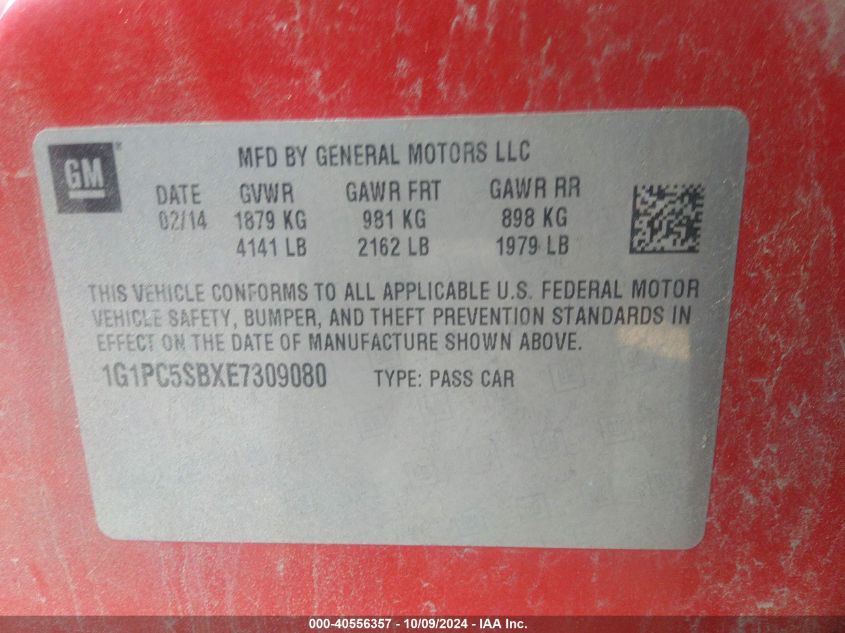 GM
MFD BY GENERAL MOTORS LLC
DATE GVWR GAWR FRT GAWR RR
02/14 1879 KG 981 KG 898 KG
4141 LB 2162 LB 1979 LB
THIS VEHICLE CONFORMS TO ALL APPLICABLE U.S. FEDERAL MOTOR
VEHICLE SAFETY, BUMPER, AND THEFT PREVENTION STANDARDS IN
EFFECT ON THE DATE OF MANUFACTURE SHOWN ABOVE.
1G1PC5SBXE7309080 TYPE: PASS CAR
000-40556357 - 10/09/2024 - IAA Inc.